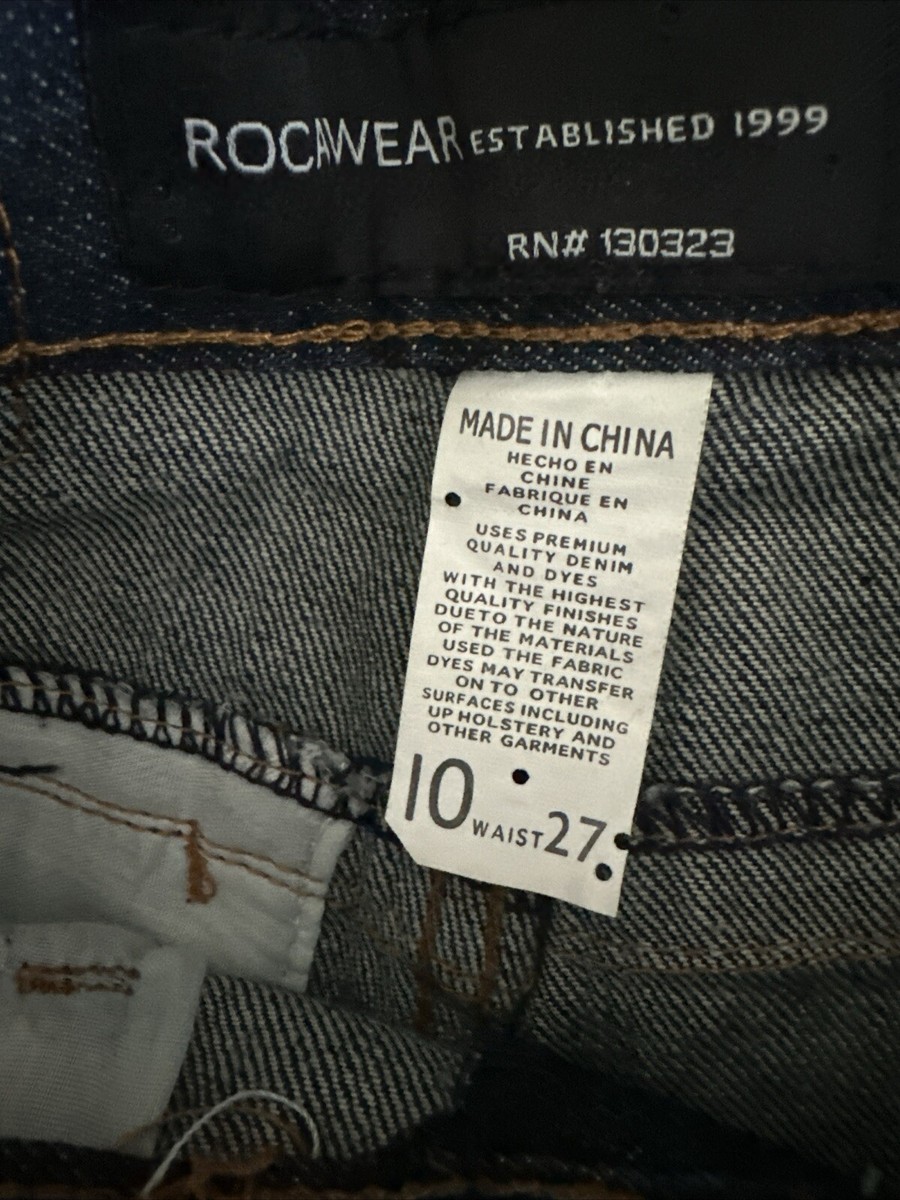 ROCAWEAR ESTABLISHED 1999
RN# 130323
MADE IN CHINA
HECHO EN
CHINE
FABRIQUE EN
CHINA
USES PREMIUM
QUALITY DENIM
AND DYES
WITH THE HIGHEST
QUALITY FINISHES
DUETO THE NATURE
OF THE MATERIALS
USED THE FABRIC
DYES MAY TRANSFER
ON TO OTHER
SURFACES INCLUDING
UPHOLSTERY AND
OTHER GARMENTS
10 WAIST 27